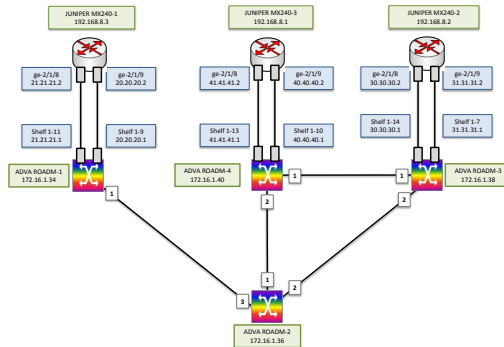 JUNIPER MX240-1
192.168.8.3
JUNIPER MX240-3
192.168.8.1
JUNIPER MX240-2
192.168.8.2
ge-2/1/8
21.21.21.2
ge-2/1/9
20.20.20.2
ge-2/1/8
41.41.41.2
ge-2/1/9
40.40.40.2
ge-2/1/8
30.30.30.2
ge-2/1/9
31.31.31.2
Shelf 1-11
21.21.21.1
Shelf 1-9
20.20.20.1
Shelf 1-13
41.41.41.1
Shelf 1-10
40.40.40.1
Shelf 1-14
30.30.30.1
Shelf 1-7
31.31.31.1
ADVA ROADM-1
172.16.1.34
ADVA ROADM-4
172.16.1.40
ADVA ROADM-3
172.16.1.38
1
1
1
2
2
1
3
2
ADVA ROADM-2
172.16.1.36